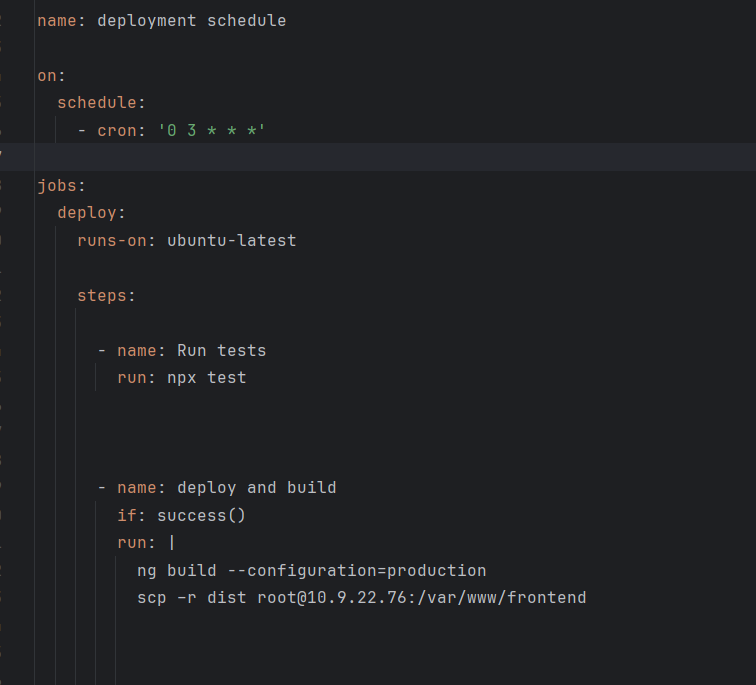 name: deployment schedule
on:
schedule:
- cron: '0 3 * * *'
jobs:
deploy:
runs-on: ubuntu-latest
steps:
- name: Run tests
run: npx test
- name: deploy and build
if: success()
run: |
ng build --configuration=production
scp –r dist root@10.9.22.76:/var/www/frontend